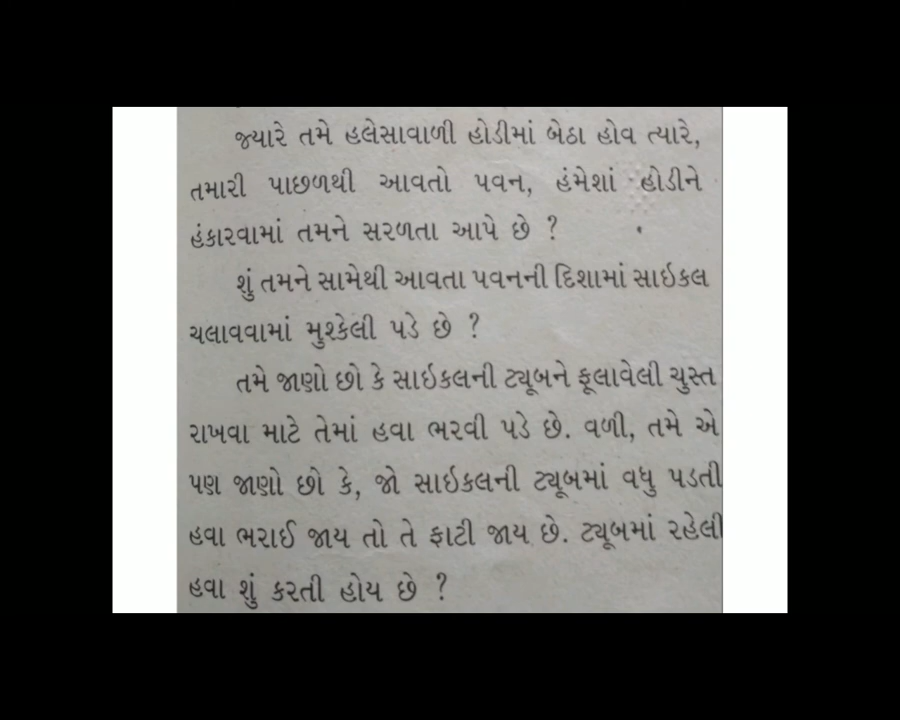 જ્યારે તમે હલેસાવાળી હોડીમાં બેઠા હોવ ત્યારે,
તમારી પાછળથી આવતો પવન, હંમેશાં હોડીને
હંકારવામાં તમને સરળતા આપે છે ?
શું તમને સામેથી આવતા પવનની દિશામાં સાઇકલ
ચલાવવામાં મુશ્કેલી પડે છે ?
તમે જાણો છો કે સાઇકલની ટ્યૂબને ફૂલાવેલી ચુસ્ત
રાખવા માટે તેમાં હવા ભરવી પડે છે. વળી, તમે એ
પણ જાણો છો કે, જો સાઇકલની ટ્યૂબમાં વધુ પડતી
હવા ભરાઈ જાય તો તે ફાટી જાય છે. ટ્યૂબમાં રહેલી
હવા શું કરતી હોય છે ?